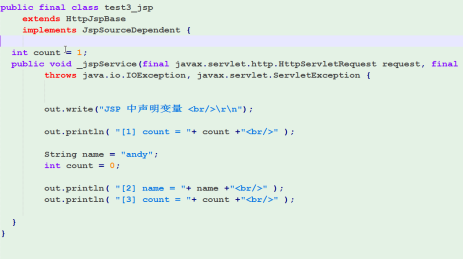 public final class test3_jsp
extends HttpJspBase
implements JspSourceDependent {
int count = 1;
public void _jspService(final javax.servlet.http.HttpServletRequest request, final
throws java.io.IOException, javax.servlet.ServletException {
out.write("JSP 中声明变量 <br/>\r\n");
out.println( "[1] count = "+ count +"<br/>" );
String name = "andy";
int count = 0;
out.println( "[2] name = "+ name +"<br/>" );
out.println( "[3] count = "+ count +"<br/>" );
}
}